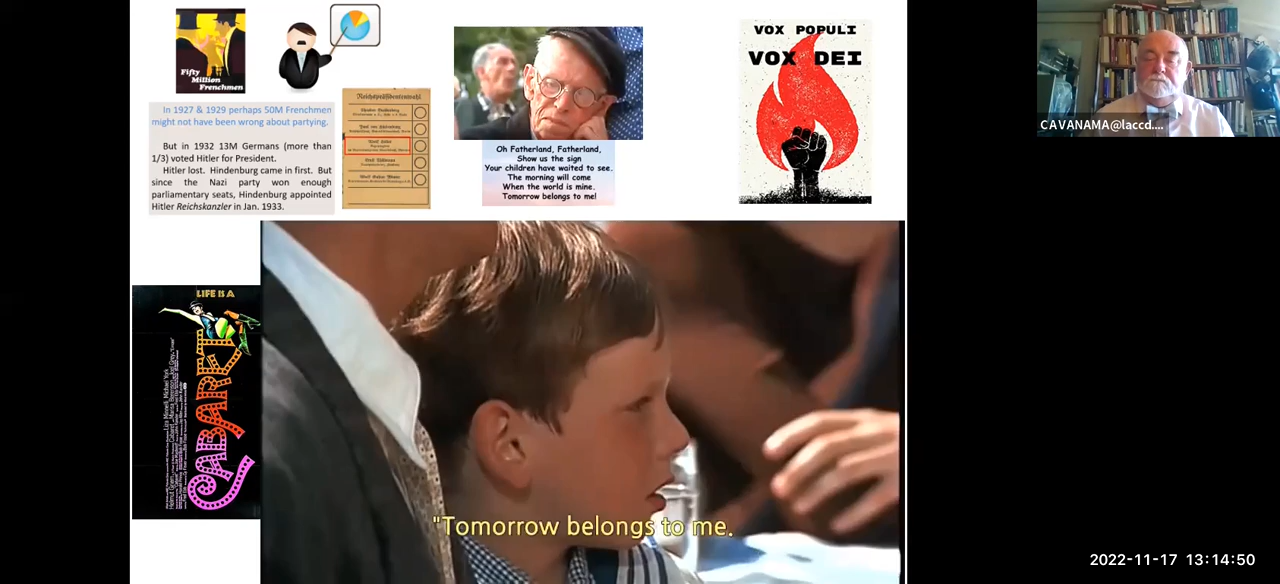 Fifty
Million
Frenchmen
In 1927 & 1929 perhaps 50M Frenchmen
might not have been wrong about partying.
But in 1932 13M Germans (more than
1/3) voted Hitler for President.
Hitler lost. Hindenburg came in first. But
since the Nazi party won enough
parliamentary seats, Hindenburg appointed
Hitler Reichskanzler in Jan. 1933.
Reichspräsidentenwahl
Oh Fatherland, Fatherland,
Show us the sign
Your children have waited to see.
The morning will come
When the world is mine.
Tomorrow belongs to me!
VOX POPULI
VOX DEI
CAVANAMA@laccd....
LIFE IS A
CABARET
"Tomorrow belongs to me.
2022-11-17 13:14:50